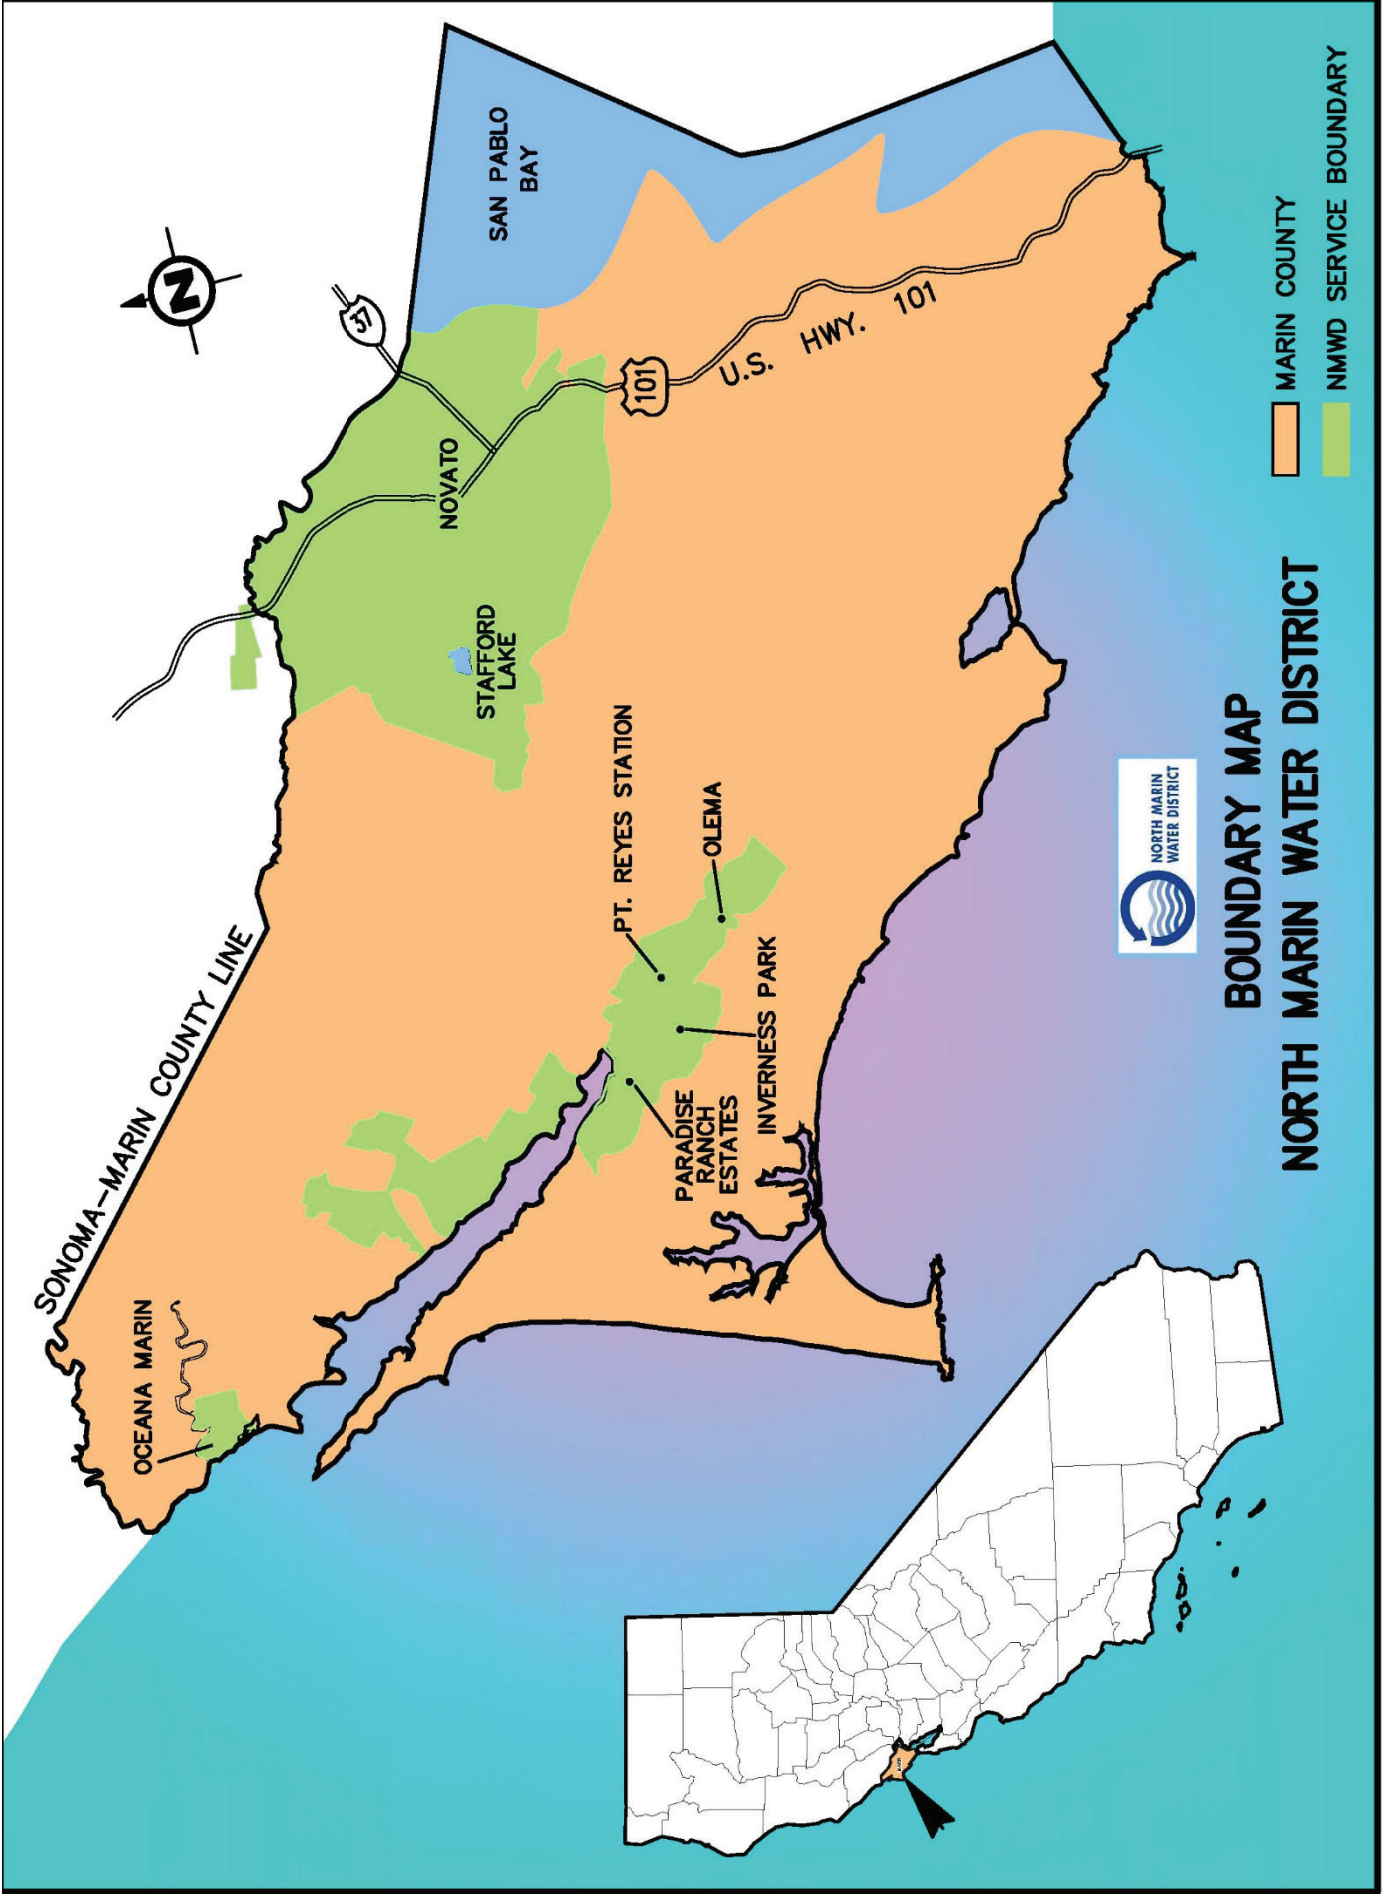 SONOMA-MARIN COUNTY LINE
OCEANA MARIN
N
37
SAN PABLO
BAY
NOVATO
STAFFORD
LAKE
101
U.S. HWY. 101
PT. REYES STATION
OLEMA
INVERNESS PARK
PARADISE
RANCH
ESTATES
NORTH MARIN
WATER DISTRICT
BOUNDARY MAP
NORTH MARIN WATER DISTRICT
MARIN COUNTY
NMWD SERVICE BOUNDARY